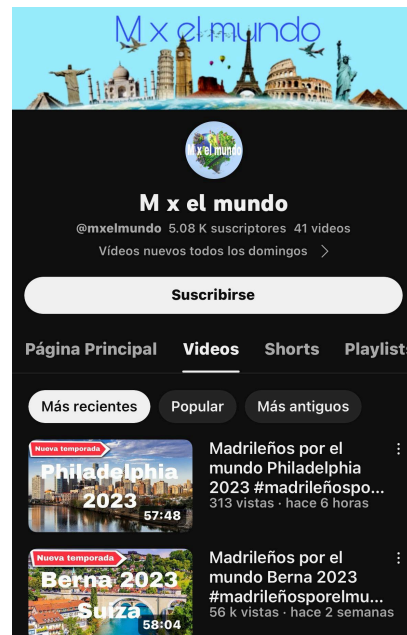 M x el mundo
M x el mundo
M x el mundo
@mxelmundo 5.08 K suscriptores 41 videos
Vídeos nuevos todos los domingos
Suscribirse
Página Principal Videos Shorts Playlists
Más recientes Popular Más antiguos
Nueva temporada
Philadelphia
2023
57:48
Madrileños por el
mundo Philadelphia
2023 #madrileñospo...
313 vistas · hace 6 horas
Nueva temporada
Berna 2023
Suiza
58:04
Madrileños por el
mundo Berna 2023
#madrileñosporelmu...
56 k vistas · hace 2 semanas